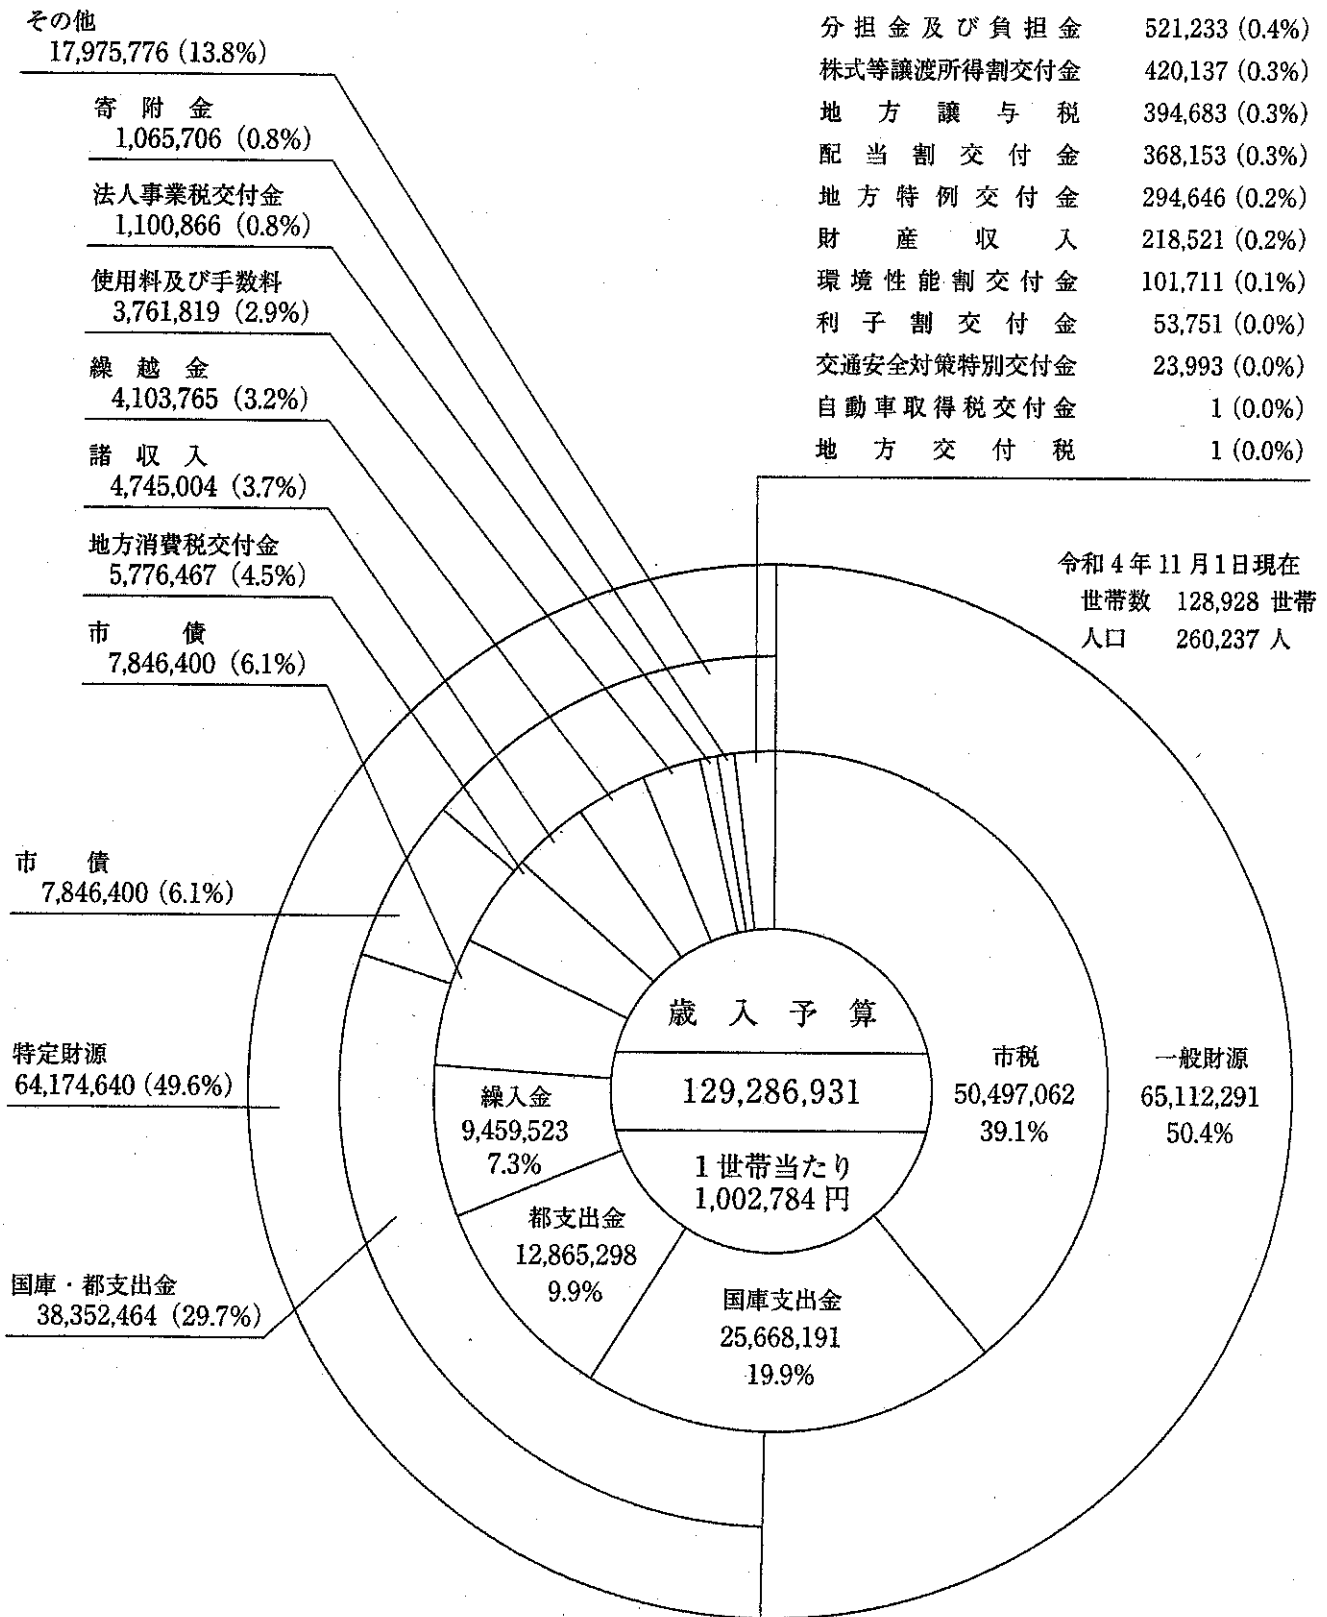 その他
17,975,776 (13.8%)
寄附金
1,065,706 (0.8%)
法人事業税交付金
1,100,866 (0.8%)
使用料及び手数料
3,761,819 (2.9%)
繰越金
4,103,765 (3.2%)
諸収入
4,745,004 (3.7%)
地方消費税交付金
5,776,467 (4.5%)
市債
7,846,400 (6.1%)
市債
7,846,400 (6.1%)
特定財源
64,174,640 (49.6%)
国庫・都支出金
38,352,464 (29.7%)
分担金及び負担金 521,233 (0.4%)
株式等譲渡所得割交付金 420,137 (0.3%)
地方譲与税 394,683 (0.3%)
配当割交付金 368,153 (0.3%)
地方特例交付金 294,646 (0.2%)
財産収入 218,521 (0.2%)
環境性能割交付金 101,711 (0.1%)
利子割交付金 53,751 (0.0%)
交通安全対策特別交付金 23,993 (0.0%)
自動車取得税交付金 1 (0.0%)
地方交付税 1 (0.0%)
令和4年11月1日現在
世帯数 128,928 世帯
人口 260,237 人
歳入予算
129,286,931
1世帯当たり
1,002,784円
市税
50,497,062
39.1%
一般財源
65,112,291
50.4%
繰入金
9,459,523
7.3%
都支出金
12,865,298
9.9%
国庫支出金
25,668,191
19.9%